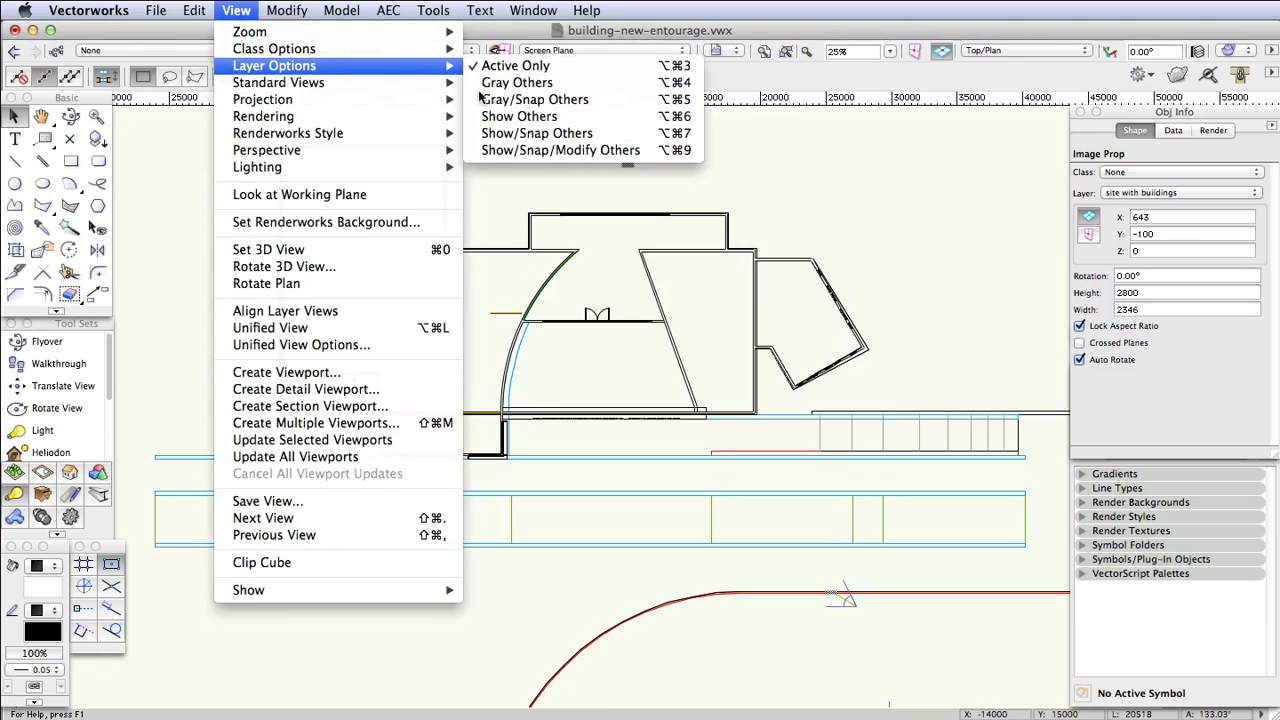 Vectorworks File Edit View Modify Model AEC Tools Text Window Help
building-new-entourage.vwx
None Screen Plane 25% Top/Plan 0.00°
25000 5000 10000 15000 20000 25000
Basic
Tool Sets
Flyover
Walkthrough
Translate View
Rotate View
Light
Heliodon
100%
0.05
Zoom
Class Options
Layer Options
Standard Views
Projection
Rendering
Renderworks Style
Perspective
Lighting
Look at Working Plane
Set Renderworks Background...
Set 3D View ⌘0
Rotate 3D View...
Rotate Plan
Align Layer Views
Unified View ⌥⌘L
Unified View Options...
Create Viewport...
Create Detail Viewport...
Create Section Viewport...
Create Multiple Viewports... ⇧⌘M
Update Selected Viewports
Update All Viewports
Cancel All Viewport Updates
Save View...
Next View ⇧⌘.
Previous View ⇧⌘,
Clip Cube
Show
✓ Active Only ⌥⌘3
Gray Others ⌥⌘4
Gray/Snap Others ⌥⌘5
Show Others ⌥⌘6
Show/Snap Others ⌥⌘7
Show/Snap/Modify Others ⌥⌘9
Obj Info
Shape Data Render
Image Prop
Class: None
Layer: site with buildings
X: 643
Y: -100
Z: 0
Rotation: 0.00°
Height: 2800
Width: 2346
Lock Aspect Ratio
Crossed Planes
Auto Rotate
Gradients
Line Types
Render Backgrounds
Render Styles
Render Textures
Symbol Folders
Symbols/Plug-In Objects
VectorScript Palettes
No Active Symbol
For Help, press F1 X: -14000 Y: 15000 L: 20518 A: 133.03°